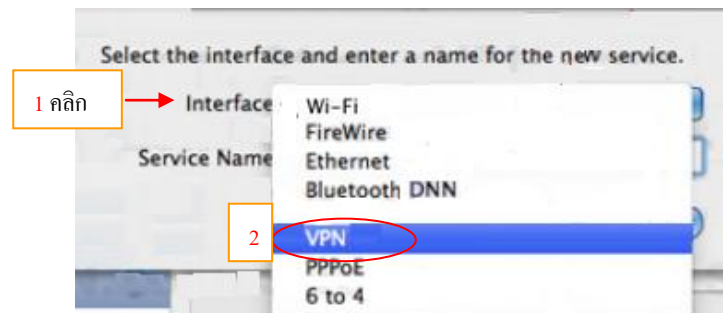 Select the interface and enter a name for the new service.
1 คลิก
Interface
Wi-Fi
FireWire
Service Name
Ethernet
Bluetooth DNN
2
VPN
PPPoE
6 to 4